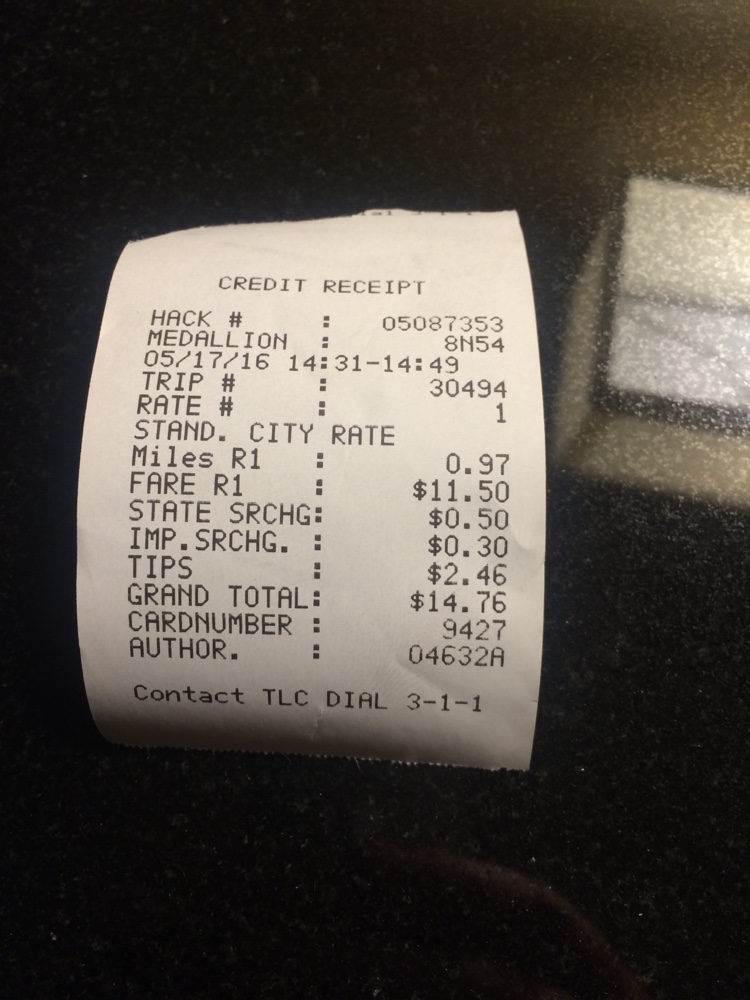 CREDIT RECEIPT
HACK # : 05087353
MEDALLION : 8N54
05/17/16 14:31-14:49
TRIP # : 30494
RATE # : 1
STAND. CITY RATE
Miles R1 : 0.97
FARE R1 : $11.50
STATE SRCHG: $0.50
IMP.SRCHG. : $0.30
TIPS : $2.46
GRAND TOTAL: $14.76
CARDNUMBER : 9427
AUTHOR. : 04632A
Contact TLC DIAL 3-1-1